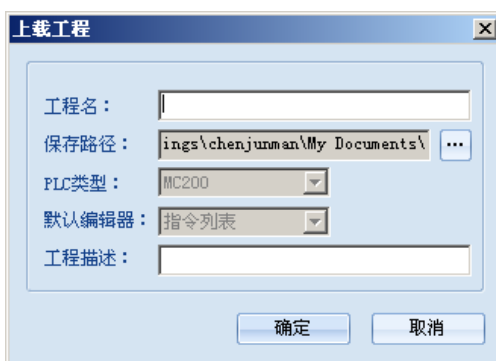 上载工程
工程名：
保存路径： ings\chenjunman\My Documents\ ...
PLC类型： MC200
默认编辑器： 指令列表
工程描述：
确定 取消